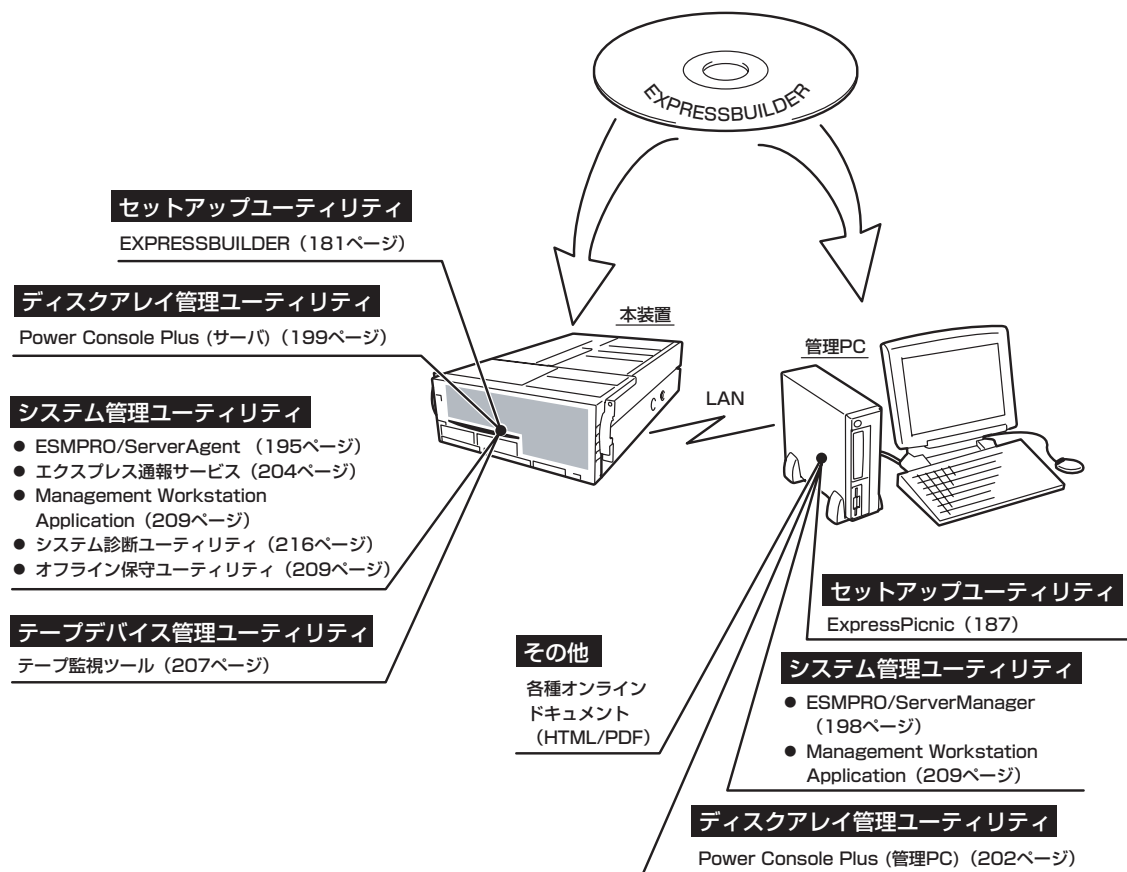 EXPRESSBUILDER
セットアップユーティリティ
EXPRESSBUILDER（181ページ）
ディスクアレイ管理ユーティリティ
Power Console Plus (サーバ)（199ページ）
システム管理ユーティリティ
● ESMPRO/ServerAgent （195ページ）
● エクスプレス通報サービス（204ページ）
● Management Workstation
Application（209ページ）
● システム診断ユーティリティ（216ページ）
● オフライン保守ユーティリティ（209ページ）
テープデバイス管理ユーティリティ
テープ監視ツール（207ページ）
本装置
LAN
管理PC
その他
各種オンライン
ドキュメント
（HTML/PDF）
セットアップユーティリティ
ExpressPicnic（187）
システム管理ユーティリティ
● ESMPRO/ServerManager
（198ページ）
● Management Workstation
Application（209ページ）
ディスクアレイ管理ユーティリティ
Power Console Plus (管理PC)（202ページ）